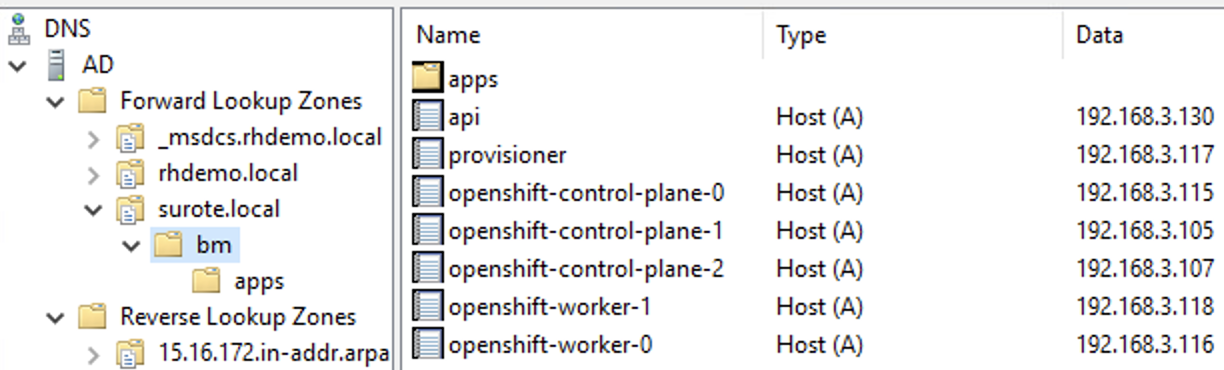 DNS
AD
Forward Lookup Zones
_msdcs.rhdemo.local
rhdemo.local
surote.local
bm
apps
Reverse Lookup Zones
15.16.172.in-addr.arpa
Name Type Data
apps
api Host (A) 192.168.3.130
provisioner Host (A) 192.168.3.117
openshift-control-plane-0 Host (A) 192.168.3.115
openshift-control-plane-1 Host (A) 192.168.3.105
openshift-control-plane-2 Host (A) 192.168.3.107
openshift-worker-1 Host (A) 192.168.3.118
openshift-worker-0 Host (A) 192.168.3.116